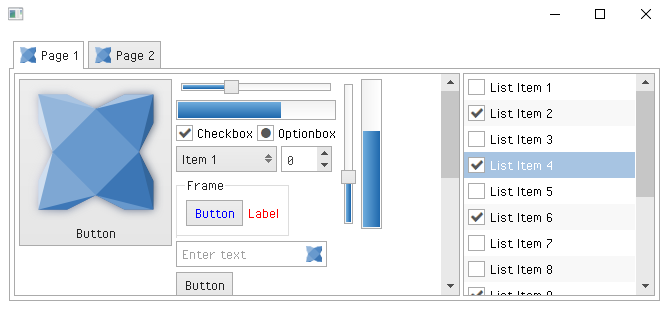 Page 1
Page 2
Button
Checkbox
Optionbox
Item 1
0
Frame
Button
Label
Enter text
Button
List Item 1
List Item 2
List Item 3
List Item 4
List Item 5
List Item 6
List Item 7
List Item 8
List Item 9